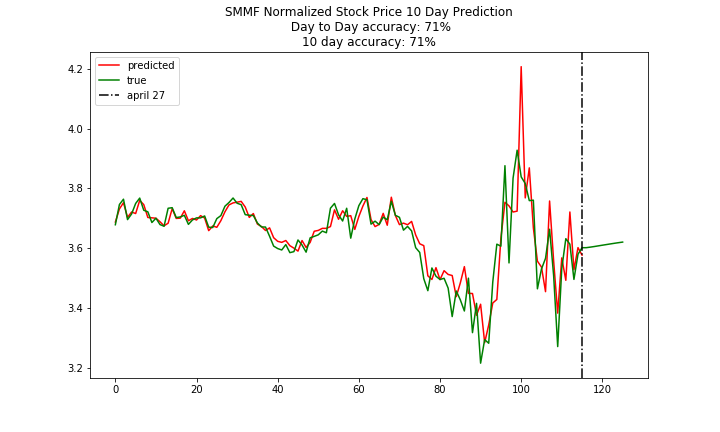 SMMF Normalized Stock Price 10 Day Prediction
Day to Day accuracy: 71%
10 day accuracy: 71%
predicted
true
april 27
4.2
4.0
3.8
3.6
3.4
3.2
0 20 40 60 80 100 120